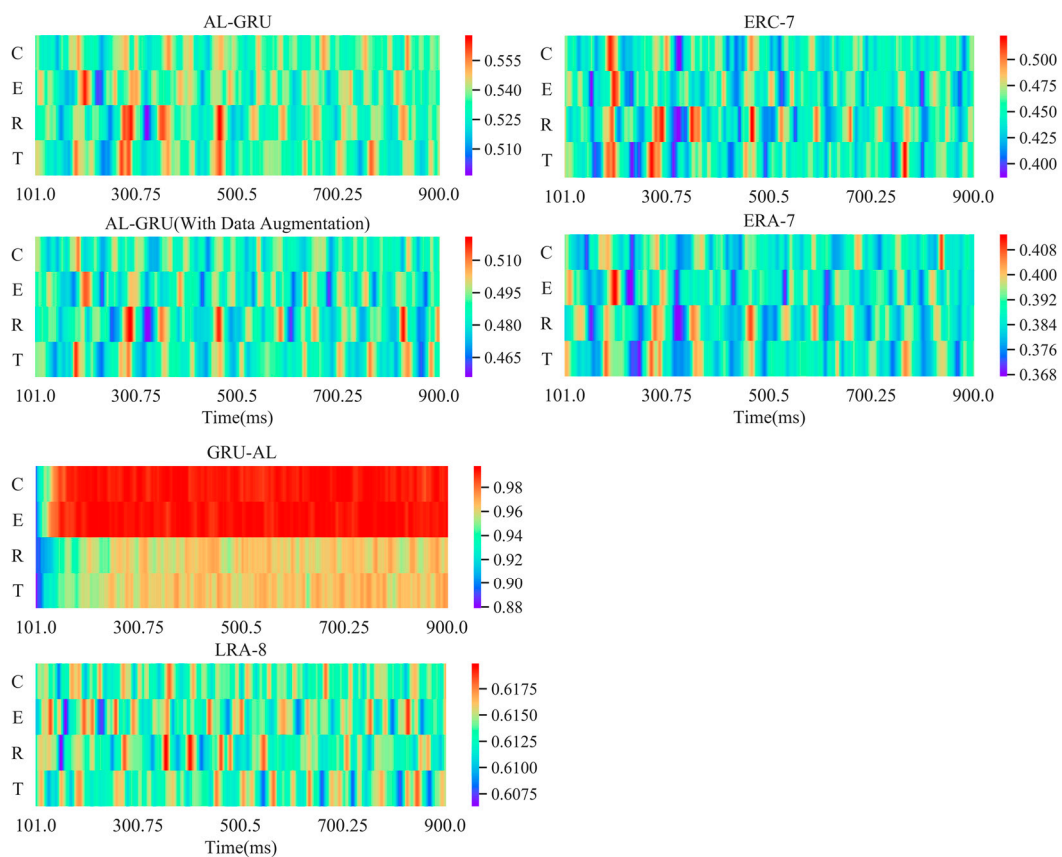 AL-GRU
C
E
R
T
0.555
0.540
0.525
0.510
101.0 300.75 500.5 700.25 900.0
ERC-7
C
E
R
T
0.500
0.475
0.450
0.425
0.400
101.0 300.75 500.5 700.25 900.0
AL-GRU(With Data Augmentation)
C
E
R
T
0.510
0.495
0.480
0.465
101.0 300.75 500.5 700.25 900.0
Time(ms)
ERA-7
C
E
R
T
0.408
0.400
0.392
0.384
0.376
0.368
101.0 300.75 500.5 700.25 900.0
Time(ms)
GRU-AL
C
E
R
T
0.98
0.96
0.94
0.92
0.90
0.88
101.0 300.75 500.5 700.25 900.0
LRA-8
C
E
R
T
0.6175
0.6150
0.6125
0.6100
0.6075
101.0 300.75 500.5 700.25 900.0
Time(ms)